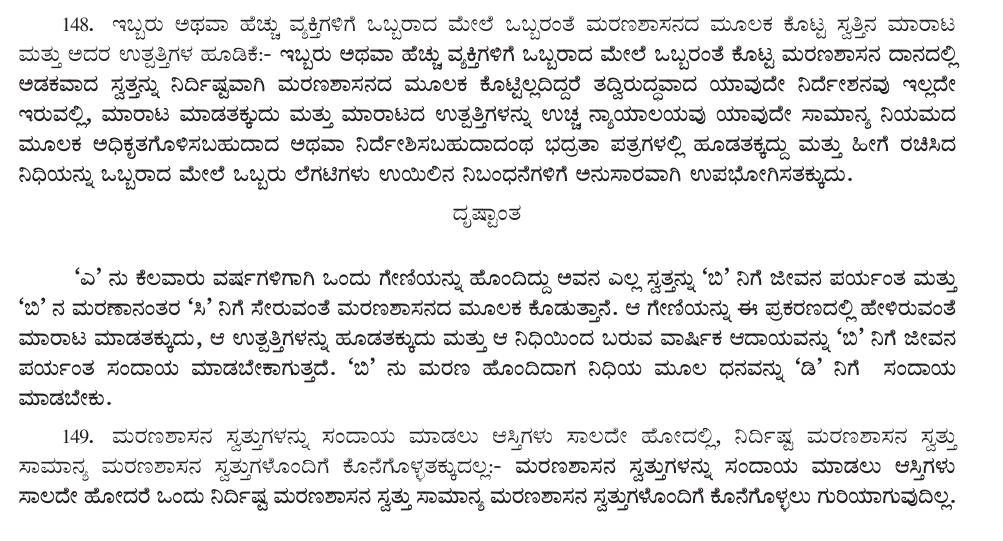 148. ಇಬ್ಬರು ಅಥವಾ ಹೆಚ್ಚು ವ್ಯಕ್ತಿಗಳಿಗೆ ಒಬ್ಬರಾದ ಮೇಲೆ ಒಬ್ಬರಂತೆ ಮರಣಶಾಸನದ ಮೂಲಕ ಕೊಟ್ಟ ಸ್ವತ್ತಿನ ಮಾರಾಟ
ಮತ್ತು ಅದರ ಉತ್ಪತ್ತಿಗಳ ಹೂಡಿಕೆ:- ಇಬ್ಬರು ಅಥವಾ ಹೆಚ್ಚು ವ್ಯಕ್ತಿಗಳಿಗೆ ಒಬ್ಬರಾದ ಮೇಲೆ ಒಬ್ಬರಂತೆ ಕೊಟ್ಟ ಮರಣಶಾಸನ ದಾನದಲ್ಲಿ
ಅಡಕವಾದ ಸ್ವತ್ತನ್ನು ನಿರ್ದಿಷ್ಟವಾಗಿ ಮರಣಶಾಸನದ ಮೂಲಕ ಕೊಟ್ಟಿಲ್ಲದಿದ್ದರೆ ತದ್ವಿರುದ್ಧವಾದ ಯಾವುದೇ ನಿರ್ದೇಶನವು ಇಲ್ಲದೇ
ಇರುವಲ್ಲಿ, ಮಾರಾಟ ಮಾಡತಕ್ಕುದು ಮತ್ತು ಮಾರಾಟದ ಉತ್ಪತ್ತಿಗಳನ್ನು ಉಚ್ಚ ನ್ಯಾಯಾಲಯವು ಯಾವುದೇ ಸಾಮಾನ್ಯ ನಿಯಮದ
ಮೂಲಕ ಅಧಿಕೃತಗೊಳಿಸಬಹುದಾದ ಅಥವಾ ನಿರ್ದೇಶಿಸಬಹುದಾದಂಥ ಭದ್ರತಾ ಪತ್ರಗಳಲ್ಲಿ ಹೂಡತಕ್ಕದ್ದು ಮತ್ತು ಹೀಗೆ ರಚಿಸಿದ
ನಿಧಿಯನ್ನು ಒಬ್ಬರಾದ ಮೇಲೆ ಒಬ್ಬರು ಲೆಗಟಿಗಳು ಉಯಿಲಿನ ನಿಬಂಧನೆಗಳಿಗೆ ಅನುಸಾರವಾಗಿ ಉಪಭೋಗಿಸತಕ್ಕುದು.
ದೃಷ್ಟಾಂತ
‘ಎ’ ನು ಕೆಲವಾರು ವರ್ಷಗಳಿಗಾಗಿ ಒಂದು ಗೇಣಿಯನ್ನು ಹೊಂದಿದ್ದು ಅವನ ಎಲ್ಲ ಸ್ವತ್ತನ್ನು ‘ಬಿ’ ನಿಗೆ ಜೀವನ ಪರ್ಯಂತ ಮತ್ತು
‘ಬಿ’ ನ ಮರಣಾನಂತರ ‘ಸಿ’ ನಿಗೆ ಸೇರುವಂತೆ ಮರಣಶಾಸನದ ಮೂಲಕ ಕೊಡುತ್ತಾನೆ. ಆ ಗೇಣಿಯನ್ನು ಈ ಪ್ರಕರಣದಲ್ಲಿ ಹೇಳಿರುವಂತೆ
ಮಾರಾಟ ಮಾಡತಕ್ಕುದು, ಆ ಉತ್ಪತ್ತಿಗಳನ್ನು ಹೂಡತಕ್ಕುದು ಮತ್ತು ಆ ನಿಧಿಯಿಂದ ಬರುವ ವಾರ್ಷಿಕ ಆದಾಯವನ್ನು ‘ಬಿ’ ನಿಗೆ ಜೀವನ
ಪರ್ಯಂತ ಸಂದಾಯ ಮಾಡಬೇಕಾಗುತ್ತದೆ. ‘ಬಿ’ ನು ಮರಣ ಹೊಂದಿದಾಗ ನಿಧಿಯ ಮೂಲ ಧನವನ್ನು ‘ಡಿ’ ನಿಗೆ ಸಂದಾಯ
ಮಾಡಬೇಕು.
149. ಮರಣಶಾಸನ ಸ್ವತ್ತುಗಳನ್ನು ಸಂದಾಯ ಮಾಡಲು ಆಸ್ತಿಗಳು ಸಾಲದೇ ಹೋದಲ್ಲಿ, ನಿರ್ದಿಷ್ಟ ಮರಣಶಾಸನ ಸ್ವತ್ತು
ಸಾಮಾನ್ಯ ಮರಣಶಾಸನ ಸ್ವತ್ತುಗಳೊಂದಿಗೆ ಕೊನೆಗೊಳ್ಳತಕ್ಕುದಲ್ಲ:- ಮರಣಶಾಸನ ಸ್ವತ್ತುಗಳನ್ನು ಸಂದಾಯ ಮಾಡಲು ಆಸ್ತಿಗಳು
ಸಾಲದೇ ಹೋದರೆ ಒಂದು ನಿರ್ದಿಷ್ಟ ಮರಣಶಾಸನ ಸ್ವತ್ತು ಸಾಮಾನ್ಯ ಮರಣಶಾಸನ ಸ್ವತ್ತುಗಳೊಂದಿಗೆ ಕೊನೆಗೊಳ್ಳಲು ಗುರಿಯಾಗುವುದಿಲ್ಲ.